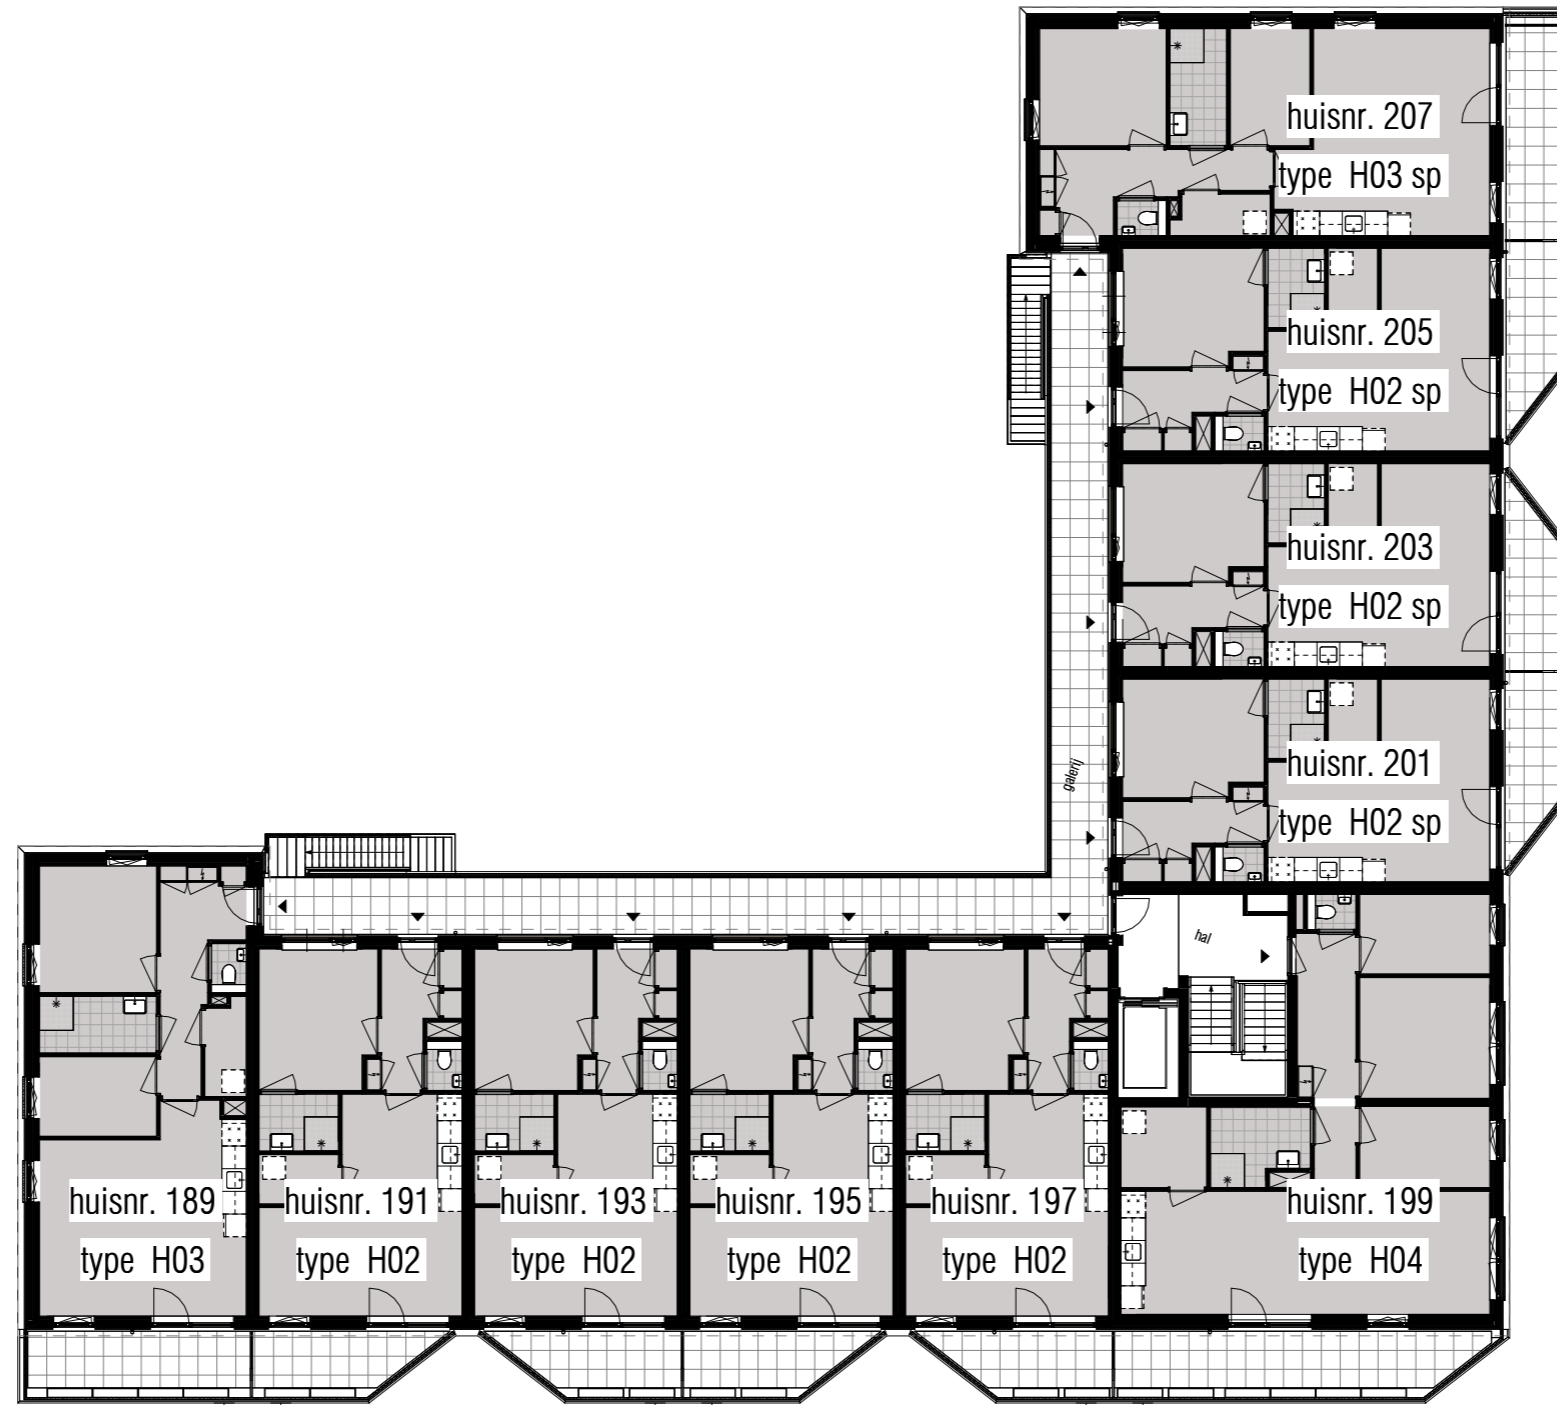 huisnr. 207
type H03 sp
huisnr. 205
type H02 sp
huisnr. 203
type H02 sp
galerij
huisnr. 201
type H02 sp
hal
huisnr. 189
type H03
huisnr. 191
type H02
huisnr. 193
type H02
huisnr. 195
type H02
huisnr. 197
type H02
huisnr. 199
type H04